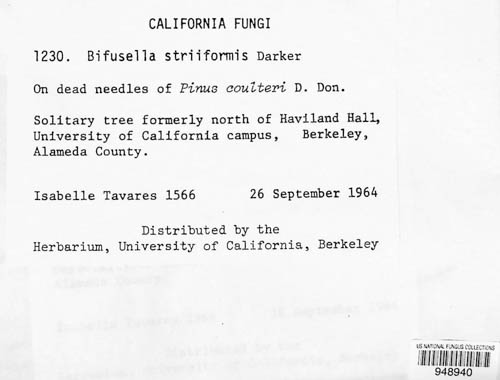 CALIFORNIA FUNGI
1230. Bifusella striiformis Darker
On dead needles of Pinus coulteri D. Don.
Solitary tree formerly north of Haviland Hall,
University of California campus, Berkeley,
Alameda County.
Isabelle Tavares 1566 26 September 1964
Distributed by the
Herbarium, University of California, Berkeley
US NATIONAL FUNGUS COLLECTIONS
948940